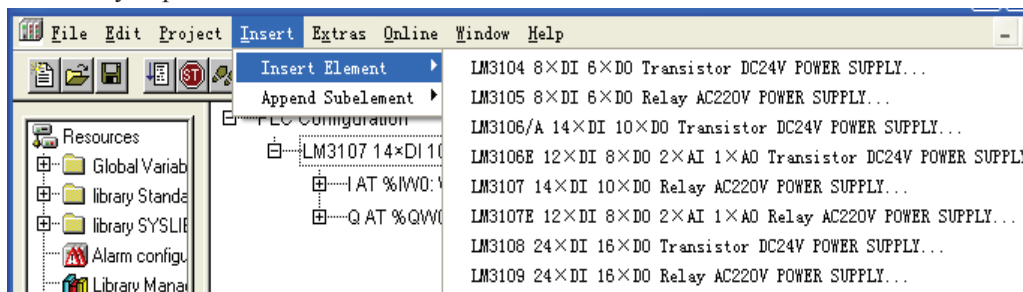 File Edit Project Insert Extras Online Window Help
Insert Element
Append Subelement
LM3104 8×DI 6×DO Transistor DC24V POWER SUPPLY...
LM3105 8×DI 6×DO Relay AC220V POWER SUPPLY...
LM3106/A 14×DI 10×DO Transistor DC24V POWER SUPPLY...
LM3106E 12×DI 8×DO 2×AI 1×AO Transistor DC24V POWER SUPPL
LM3107 14×DI 10×DO Relay AC220V POWER SUPPLY...
LM3107E 12×DI 8×DO 2×AI 1×AO Relay AC220V POWER SUPPLY...
LM3108 24×DI 16×DO Transistor DC24V POWER SUPPLY...
LM3109 24×DI 16×DO Relay AC220V POWER SUPPLY...
Resources
Global Variab
library Standa
library SYSLIE
Alarm configu
Library Mana
PLC Configuration
LM3107 14×DI 10
I AT %IW0:
Q AT %QW
ST